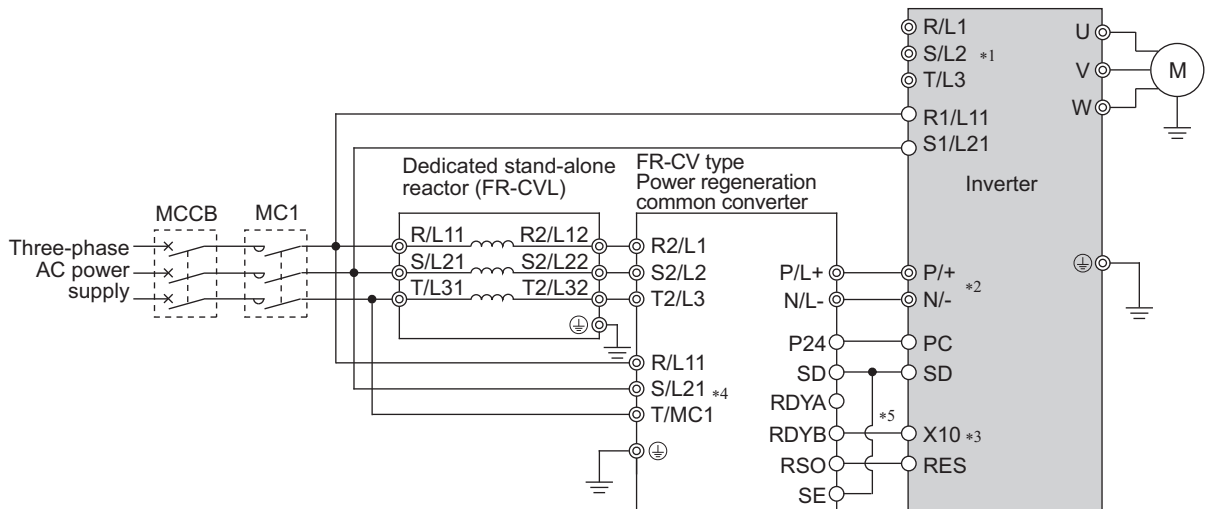 R/L1
S/L2 *1
T/L3
R1/L11
S1/L21
U
V
W
M
Inverter
Dedicated stand-alone
reactor (FR-CVL)
FR-CV type
Power regeneration
common converter
MCCB
MC1
Three-phase
AC power
supply
R/L11
R2/L12
S/L21
S2/L22
T/L31
T2/L32
R2/L1
S2/L2
T2/L3
R/L11
S/L21 *4
T/MC1
P/L+
N/L-
P24
SD
RDYA
RDYB
RSO
SE
*5
P/+
N/-
*2
PC
SD
X10 *3
RES